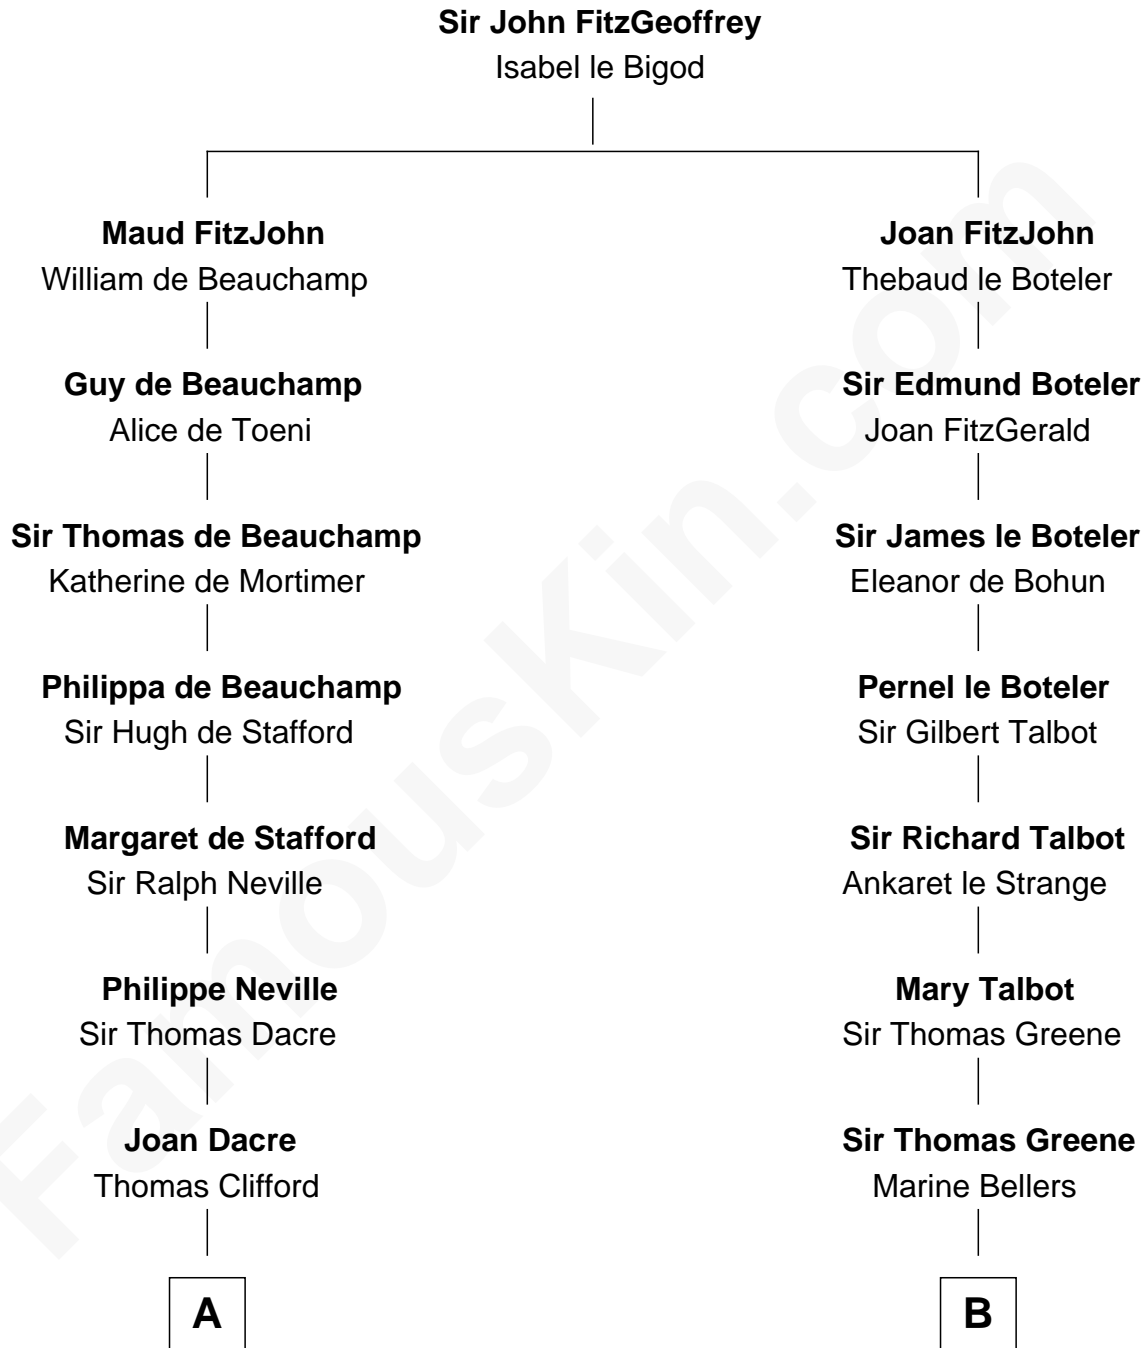 Sir John FitzGeoffrey
Isabel le Bigod
Maud FitzJohn
William de Beauchamp
Joan FitzJohn
Thebaud le Boteler
Guy de Beauchamp
Alice de Toeni
Sir Edmund Boteler
Joan FitzGerald
Sir Thomas de Beauchamp
Katherine de Mortimer
Sir James le Boteler
Eleanor de Bohun
Philippa de Beauchamp
Sir Hugh de Stafford
Pernel le Boteler
Sir Gilbert Talbot
Margaret de Stafford
Sir Ralph Neville
Sir Richard Talbot
Ankaret le Strange
Philippe Neville
Sir Thomas Dacre
Mary Talbot
Sir Thomas Greene
Joan Dacre
Thomas Clifford
Sir Thomas Greene
Marine Bellers
A
B
FamousKin.com